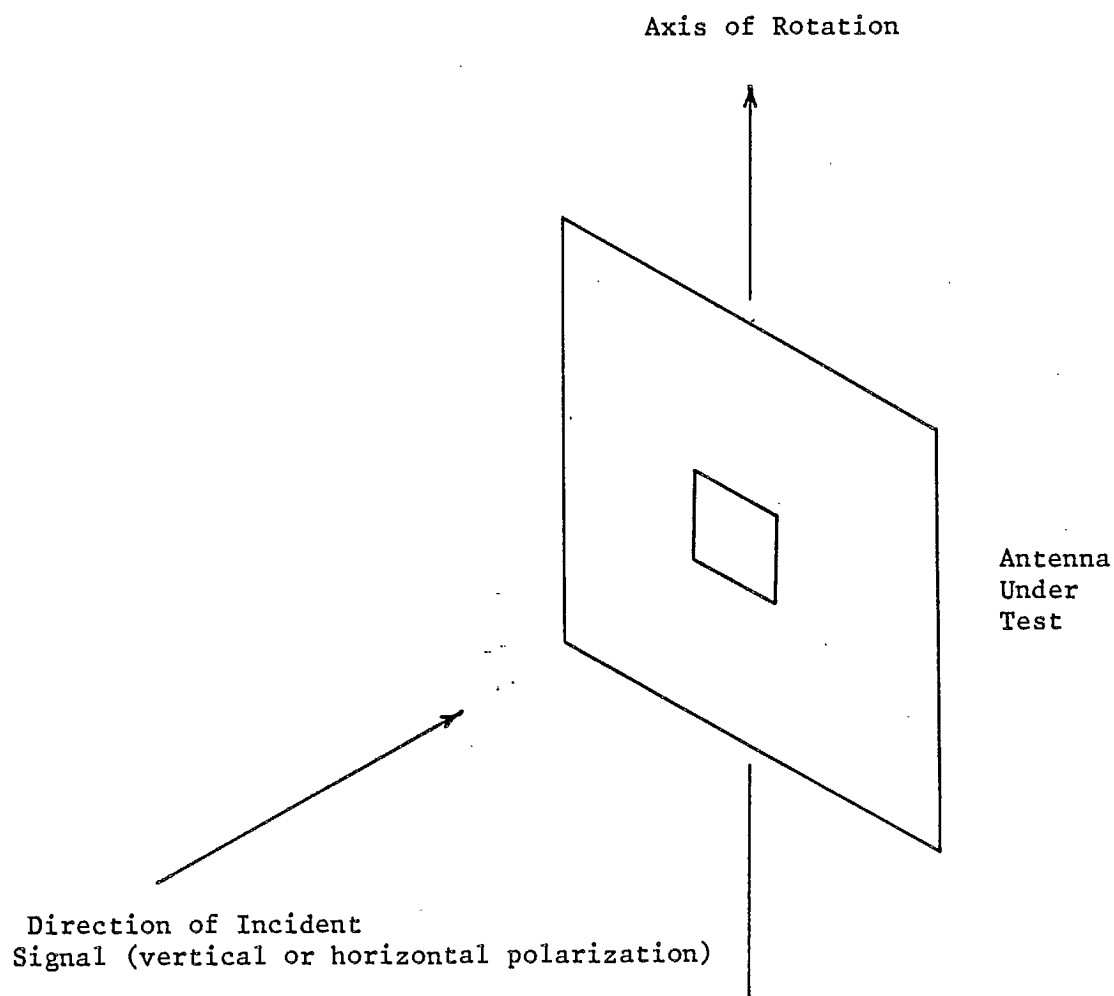 Axis of Rotation
Antenna
Under
Test
Direction of Incident
Signal (vertical or horizontal polarization)